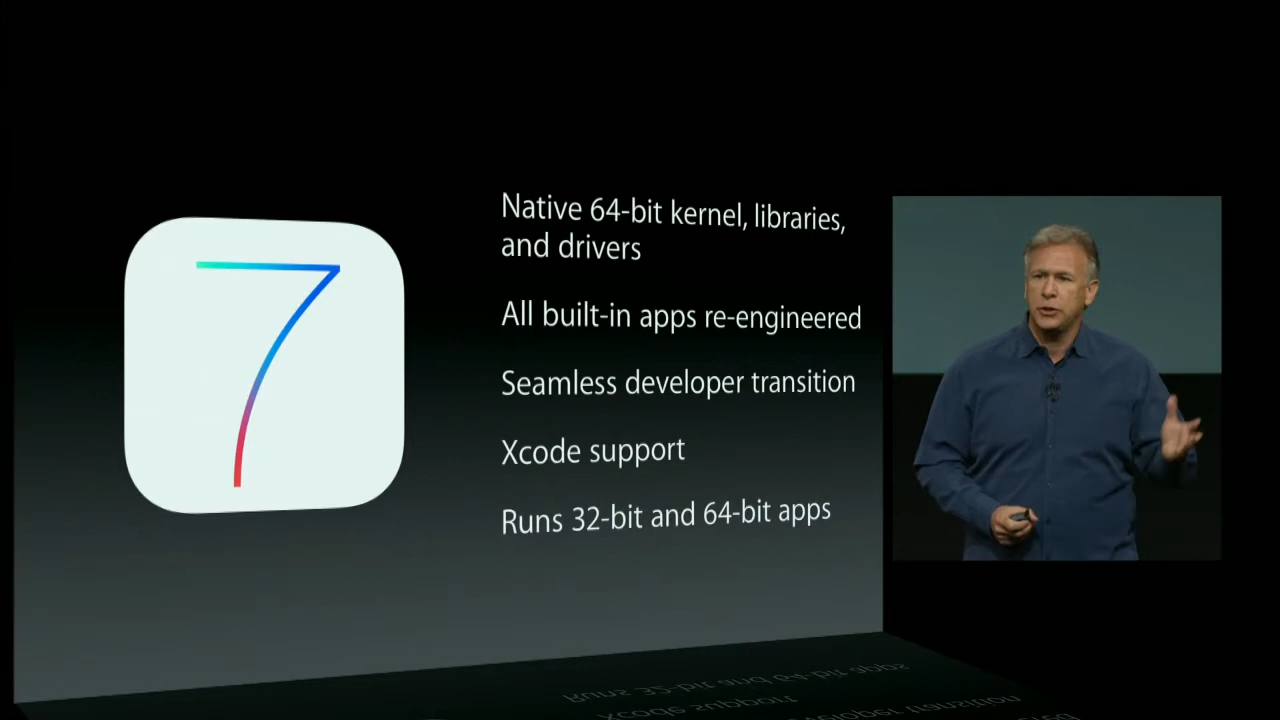 7
Native 64-bit kernel, libraries,
and drivers
All built-in apps re-engineered
Seamless developer transition
Xcode support
Runs 32-bit and 64-bit apps